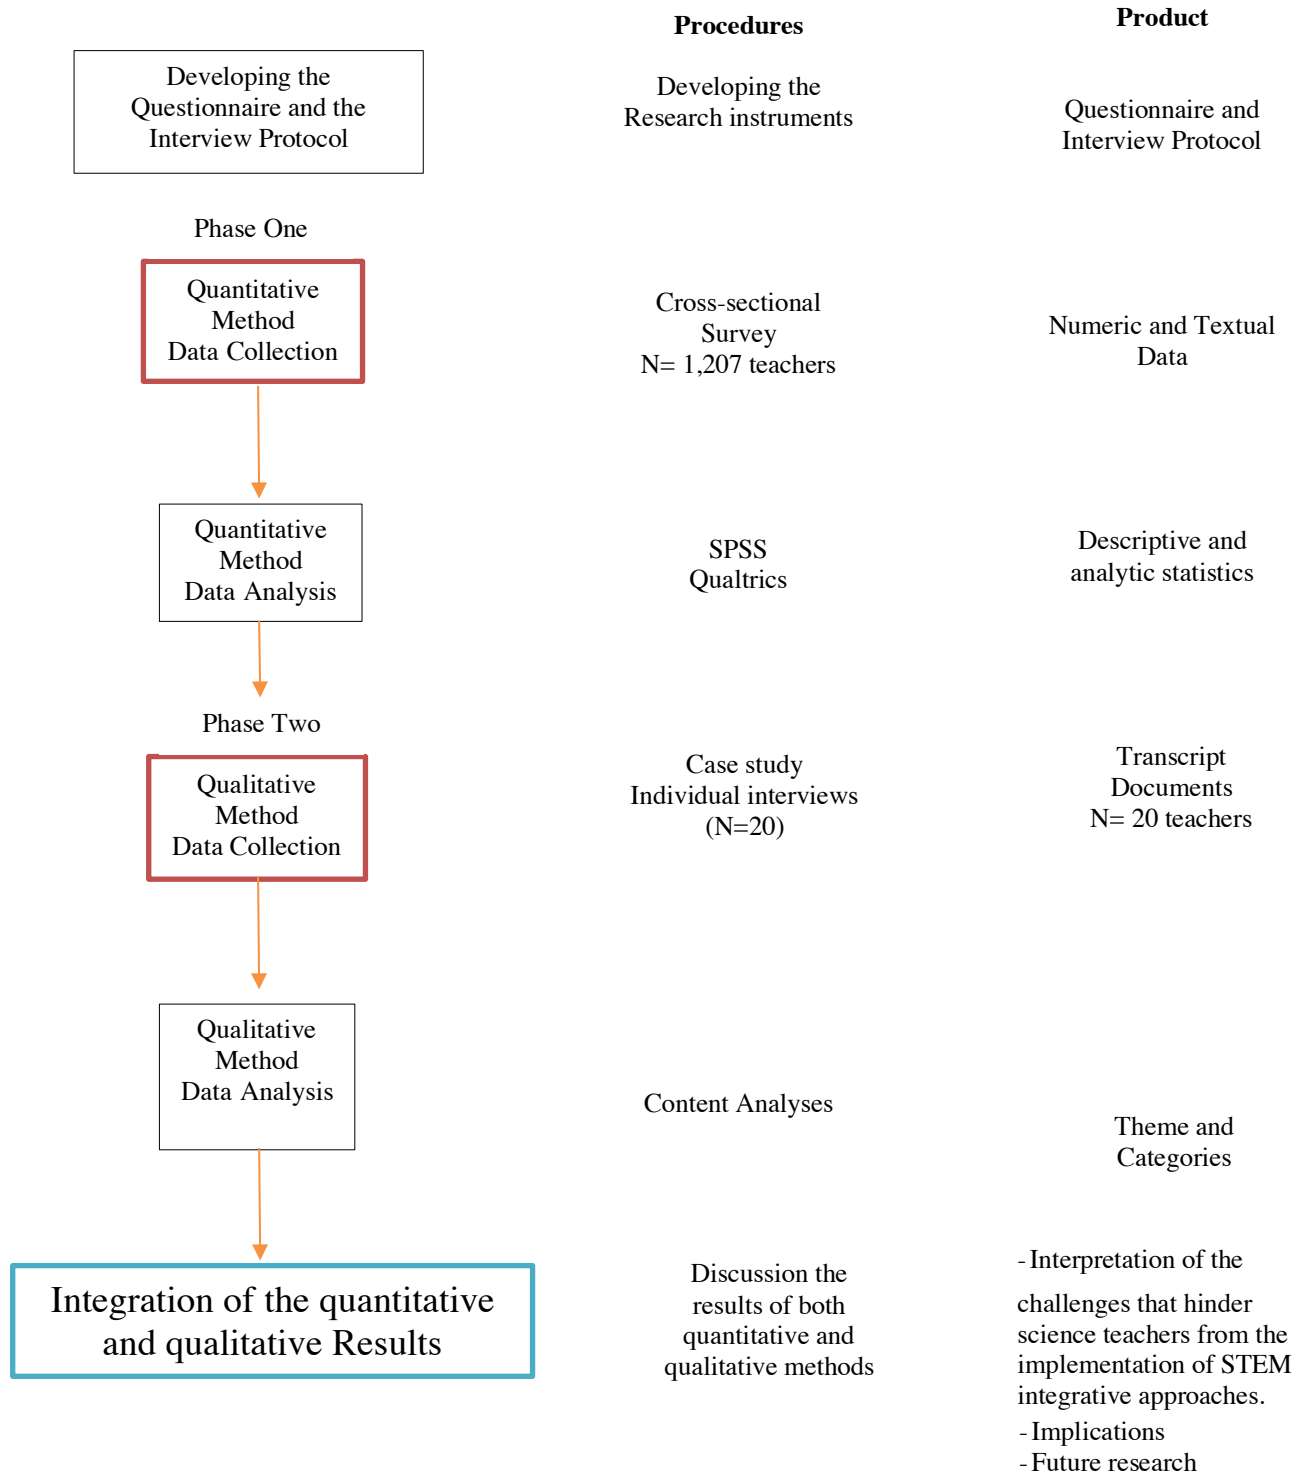 Procedures
Product
Developing the
Questionnaire and the
Interview Protocol
Developing the
Research instruments
Questionnaire and
Interview Protocol
Phase One
Quantitative
Method
Data Collection
Cross-sectional
Survey
N= 1,207 teachers
Numeric and Textual
Data
Quantitative
Method
Data Analysis
SPSS
Qualtrics
Descriptive and
analytic statistics
Phase Two
Qualitative
Method
Data Collection
Case study
Individual interviews
(N=20)
Transcript
Documents
N= 20 teachers
Qualitative
Method
Data Analysis
Content Analyses
Theme and
Categories
Integration of the quantitative
and qualitative Results
Discussion the
results of both
quantitative and
qualitative methods
- Interpretation of the
challenges that hinder
science teachers from the
implementation of STEM
integrative approaches.
- Implications
- Future research